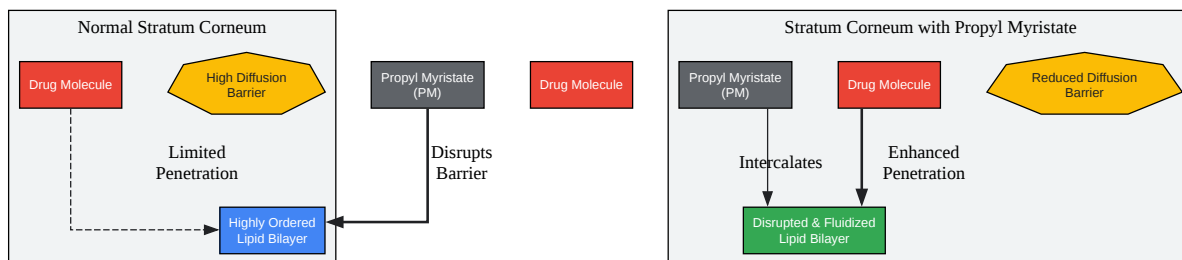 Normal Stratum Corneum
Drug Molecule
High Diffusion
Barrier
Limited
Penetration
Highly Ordered
Lipid Bilayer
Propyl Myristate
(PM)
Disrupts
Barrier
Drug Molecule
Stratum Corneum with Propyl Myristate
Propyl Myristate
(PM)
Drug Molecule
Reduced Diffusion
Barrier
Intercalates
Enhanced
Penetration
Disrupted & Fluidized
Lipid Bilayer